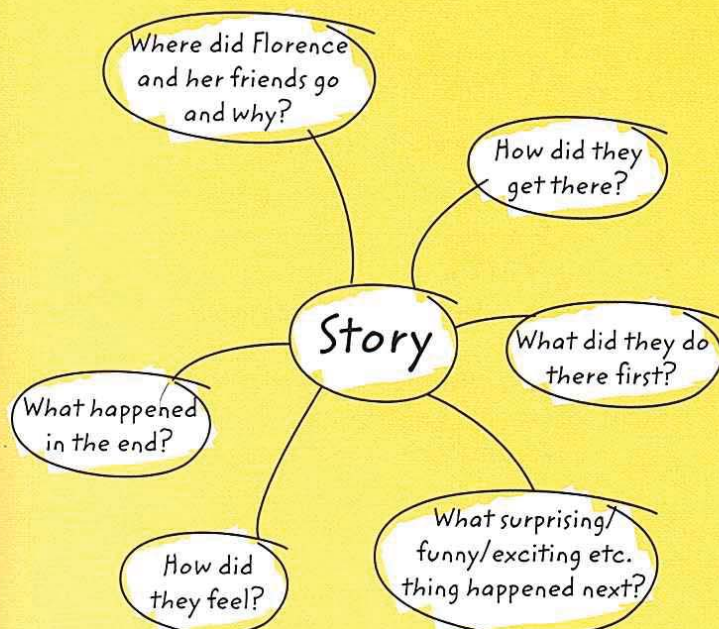 Where did Florence
and her friends go
and why?
How did they
get there?
Story
What did they do
there first?
What happened
in the end?
What surprising/
funny/exciting etc.
thing happened next?
How did
they feel?